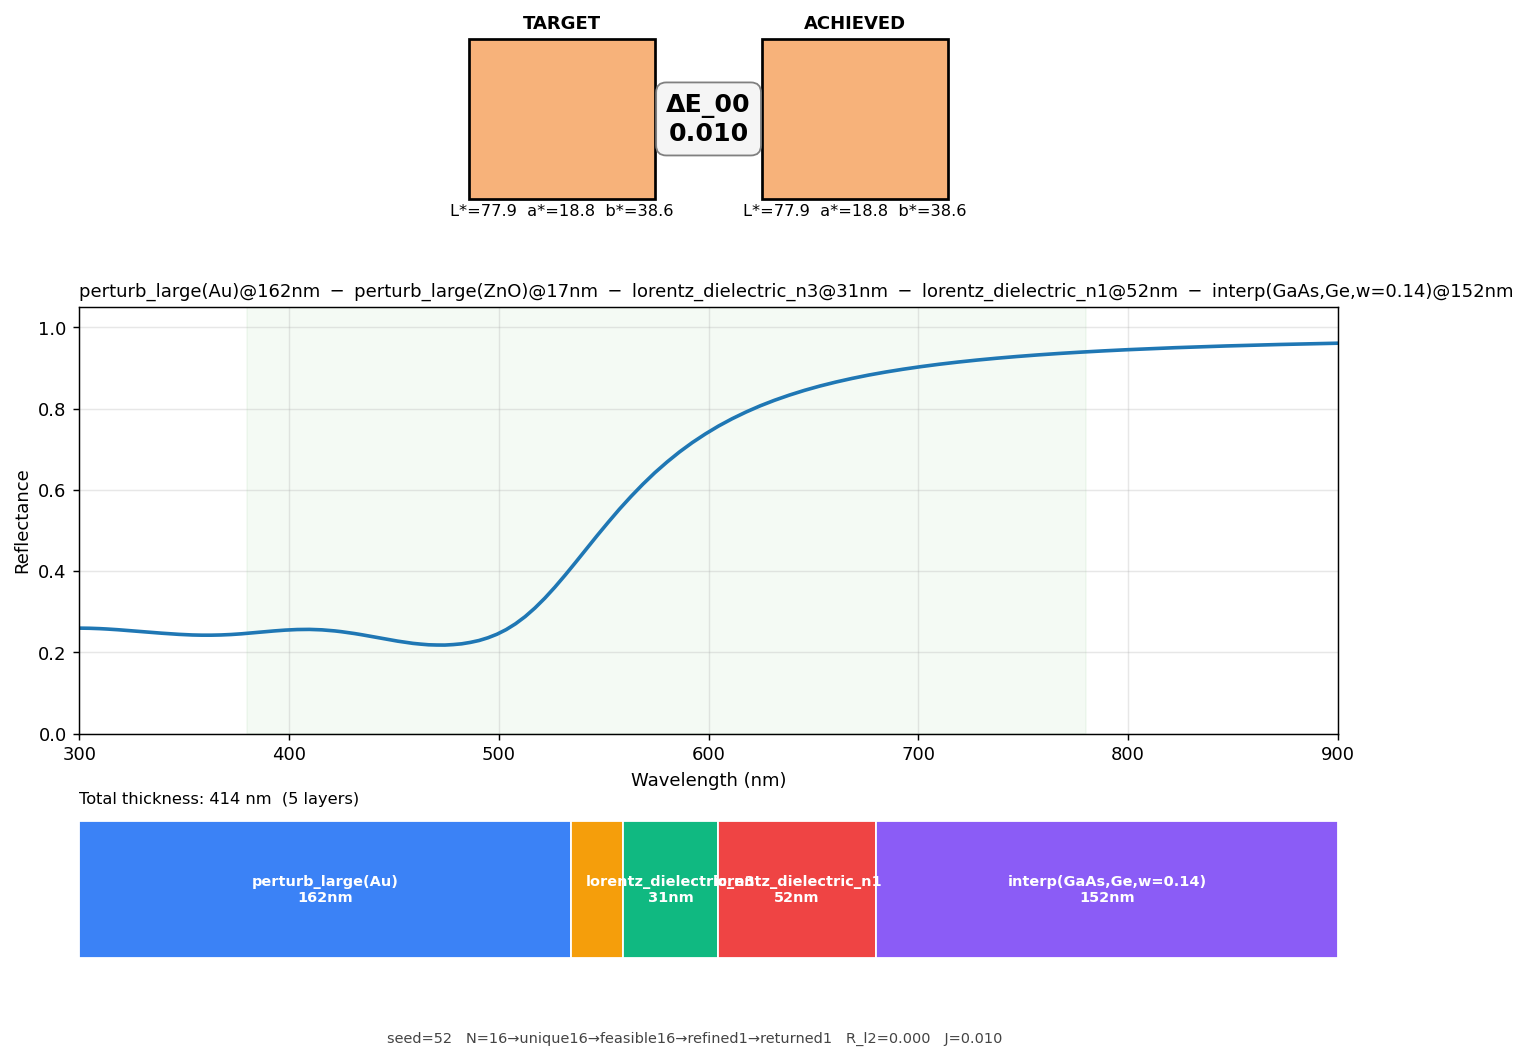 TARGET
ACHIEVED
ΔE_00
0.010
L*=77.9 a*=18.8 b*=38.6
L*=77.9 a*=18.8 b*=38.6
perturb_large(Au)@162nm − perturb_large(ZnO)@17nm − lorentz_dielectric_n3@31nm − lorentz_dielectric_n1@52nm − interp(GaAs,Ge,w=0.14)@152nm
1.0
0.8
0.6
0.4
0.2
0.0
Reflectance
300 400 500 600 700 800 900
Wavelength (nm)
Total thickness: 414 nm (5 layers)
perturb_large(Au)
162nm
lorentz_dielectric_n3
31nm
lorentz_dielectric_n1
52nm
interp(GaAs,Ge,w=0.14)
152nm
seed=52 N=16→unique16→feasible16→refined1→returned1 R_l2=0.000 J=0.010